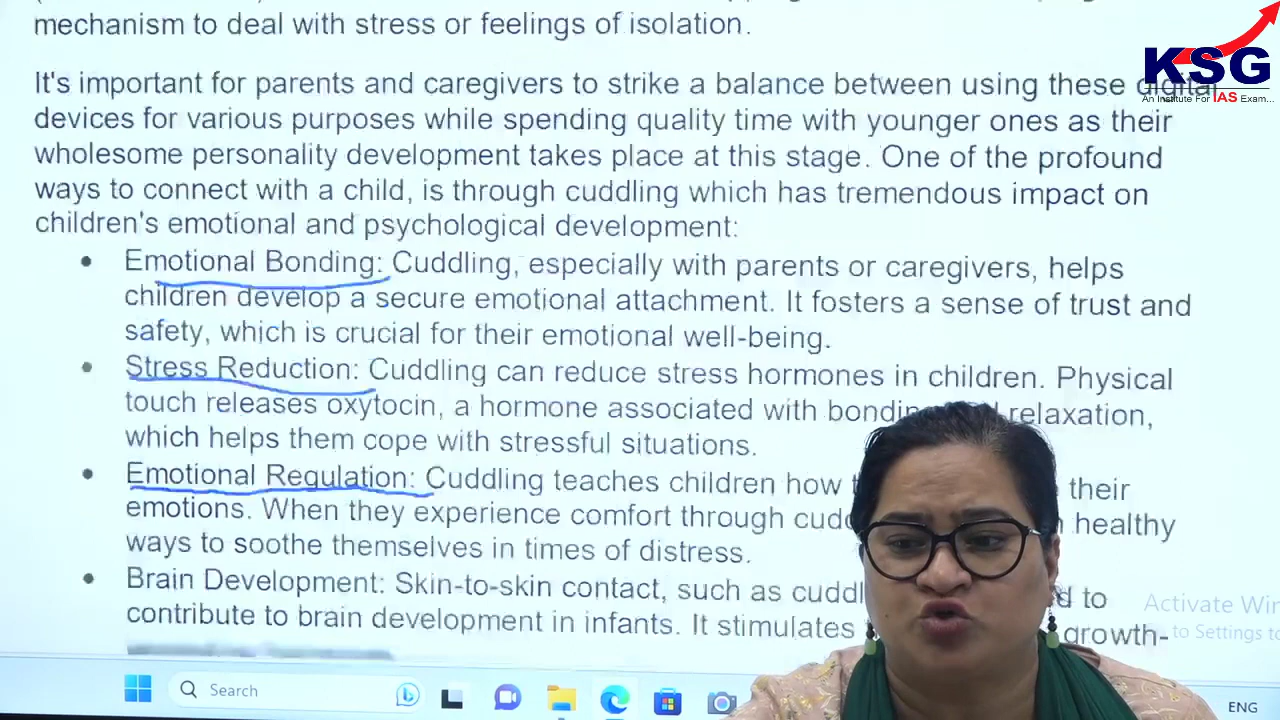 mechanism to deal with stress or feelings of isolation.
KSG
An Institute For IAS Exam...
It's important for parents and caregivers to strike a balance between using these digital
devices for various purposes while spending quality time with younger ones as their
wholesome personality development takes place at this stage. One of the profound
ways to connect with a child, is through cuddling which has tremendous impact on
children's emotional and psychological development:
• Emotional Bonding: Cuddling, especially with parents or caregivers, helps
children develop a secure emotional attachment. It fosters a sense of trust and
safety, which is crucial for their emotional well-being.
• Stress Reduction: Cuddling can reduce stress hormones in children. Physical
touch releases oxytocin, a hormone associated with relaxation,
which helps them cope with stressful situations.
• Emotional Regulation: Cuddling teaches children how their
emotions. When they experience comfort through healthy
ways to soothe themselves in times of distress.
• Brain Development: Skin-to-skin contact, such as to
contribute to brain development in infants. It stimulates growth-
Activate
to Settings to
Search
ENG